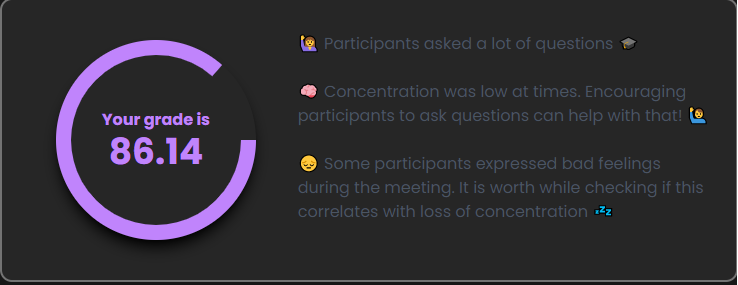 Your grade is
86.14
🙋 Participants asked a lot of questions 🎓
🧠 Concentration was low at times. Encouraging
participants to ask questions can help with that! 🙋
😔 Some participants expressed bad feelings
during the meeting. It is worth while checking if this
correlates with loss of concentration 💤